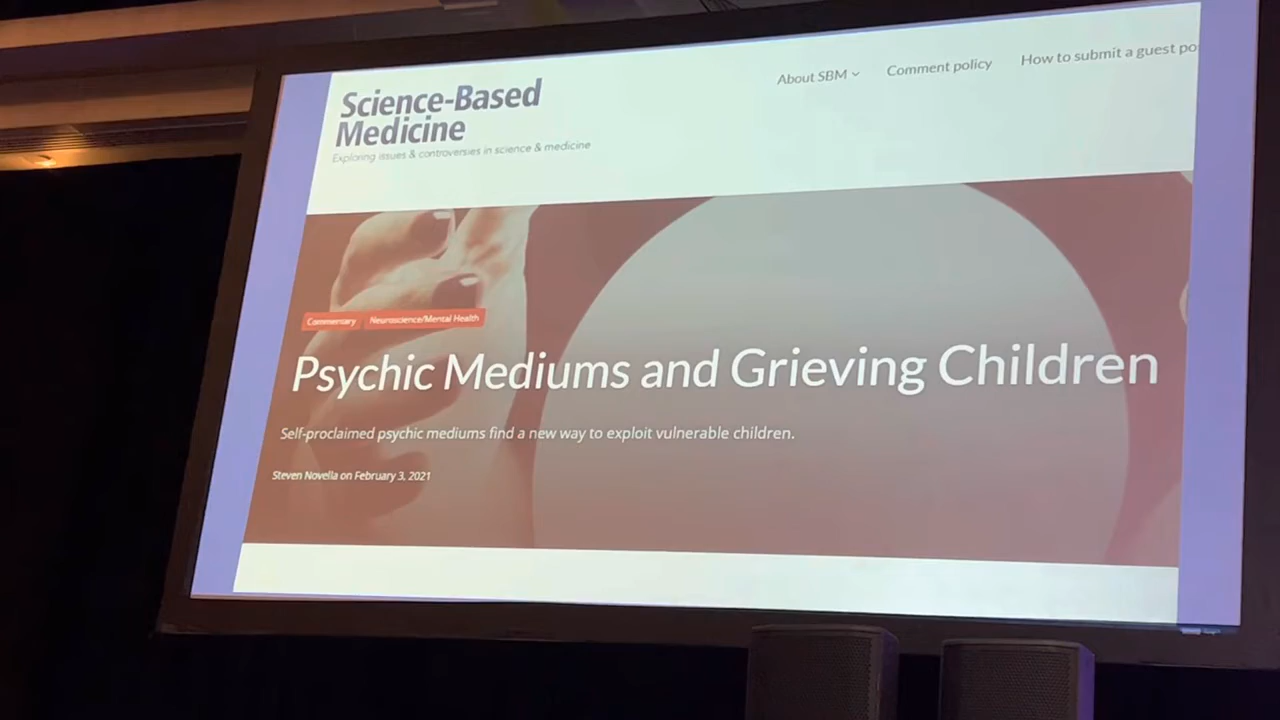 Science-Based
Medicine
Exploring issues & controversies in science & medicine
About SBM
Comment policy
How to submit a guest po
Commentary
Neuroscience/Mental Health
Psychic Mediums and Grieving Children
Self-proclaimed psychic mediums find a new way to exploit vulnerable children.
Steven Novella on February 3, 2021